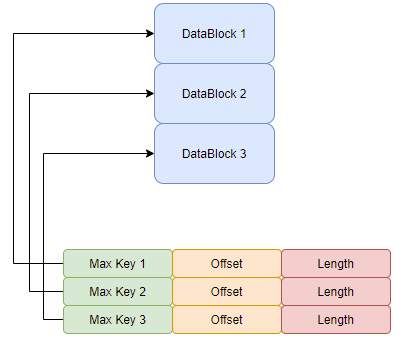 DataBlock 1
DataBlock 2
DataBlock 3
Max Key 1 Offset Length
Max Key 2 Offset Length
Max Key 3 Offset Length